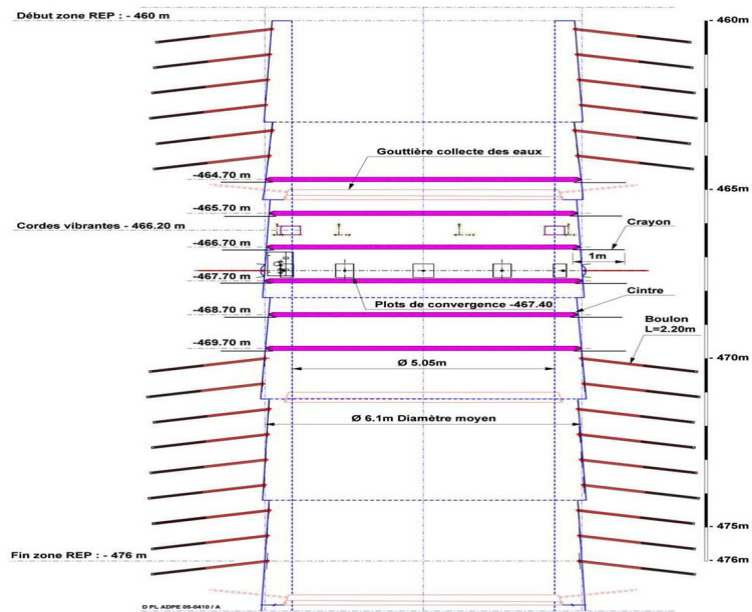 Début zone REP : - 460 m
- 460m
Gouttière collecte des eaux
-464.70 m
- 465m
-465.70 m
Cordes vibrantes - 466.20 m
Crayon
-466.70 m
1m
-467.70 m
Plots de convergence -467.40
Cintre
-468.70 m
Boulon
L=2.20m
-469.70 m
- 470m
Ø 5.05m
Ø 6.1m Diamètre moyen
- 475m
Fin zone REP : - 476 m
- 476m
D PL ADPE 05-0410 / A